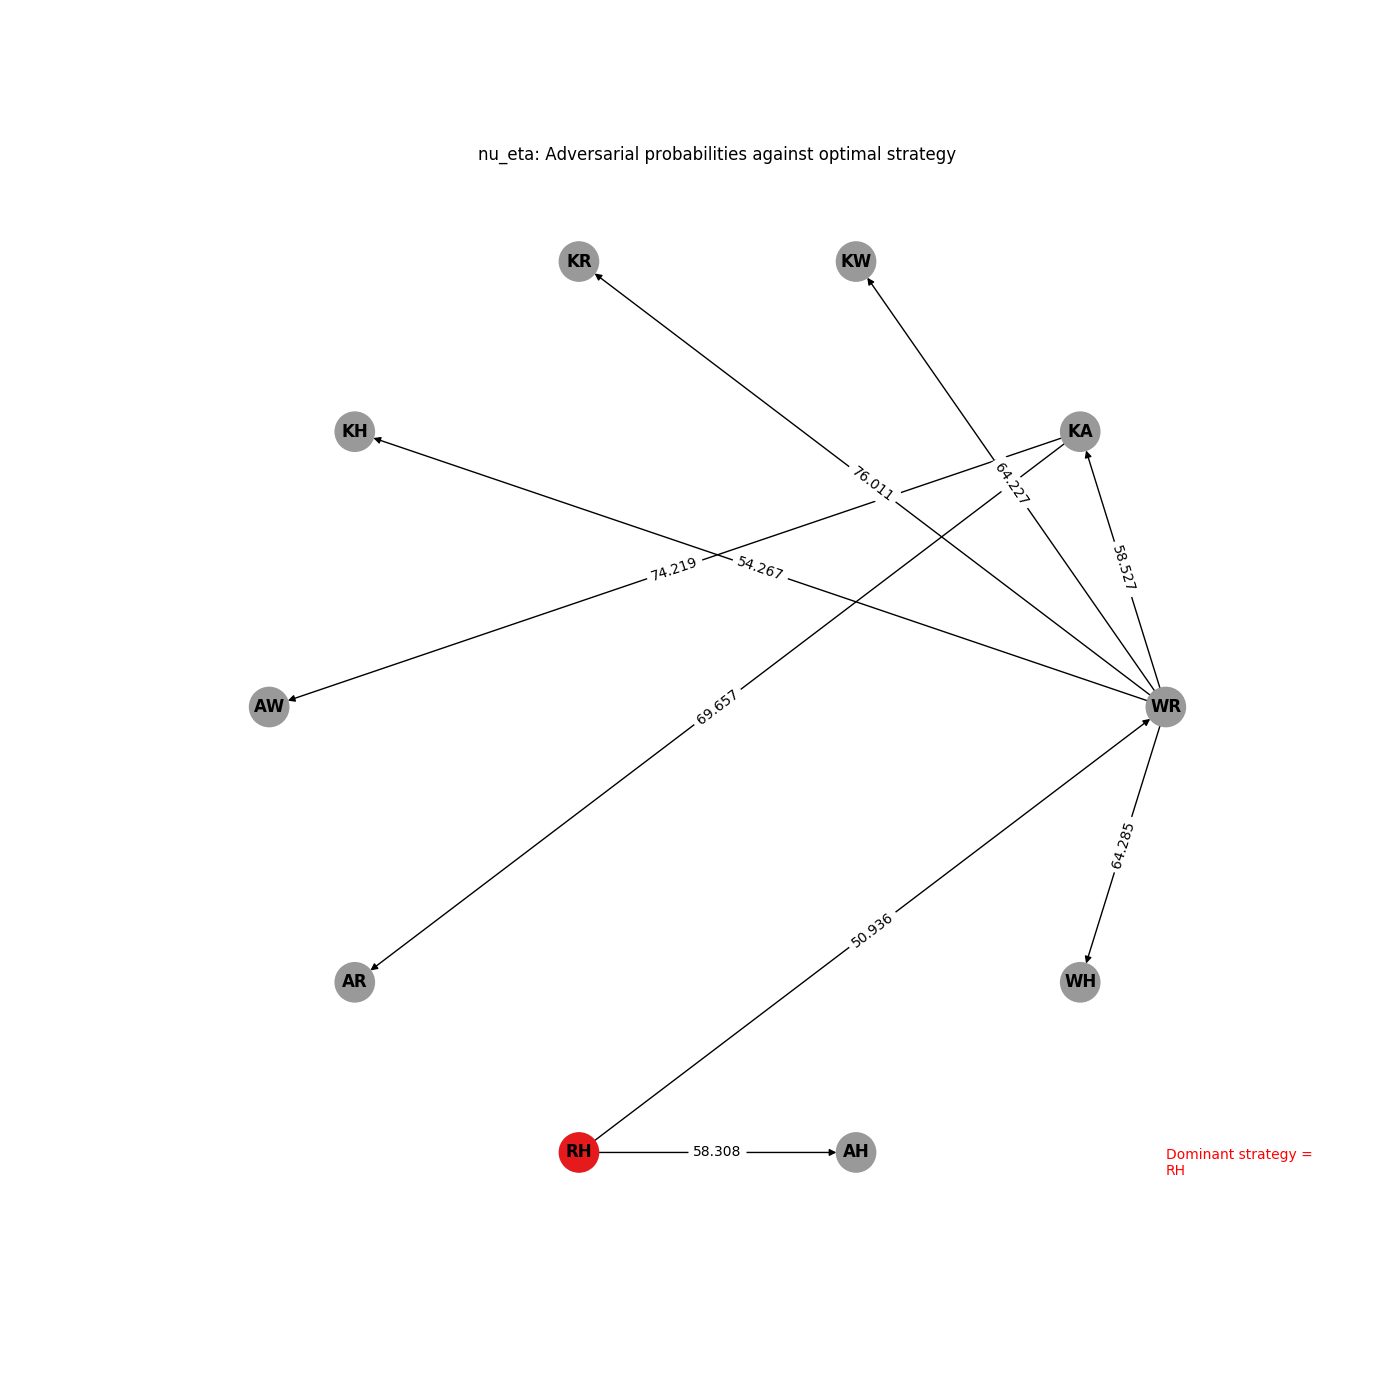 nu_eta: Adversarial probabilities against optimal strategy
KR
KW
KH
KA
76.011
64.227
74.219
54.267
58.527
AW
69.657
WR
64.285
50.936
AR
WH
RH
58.308
AH
Dominant strategy =
RH